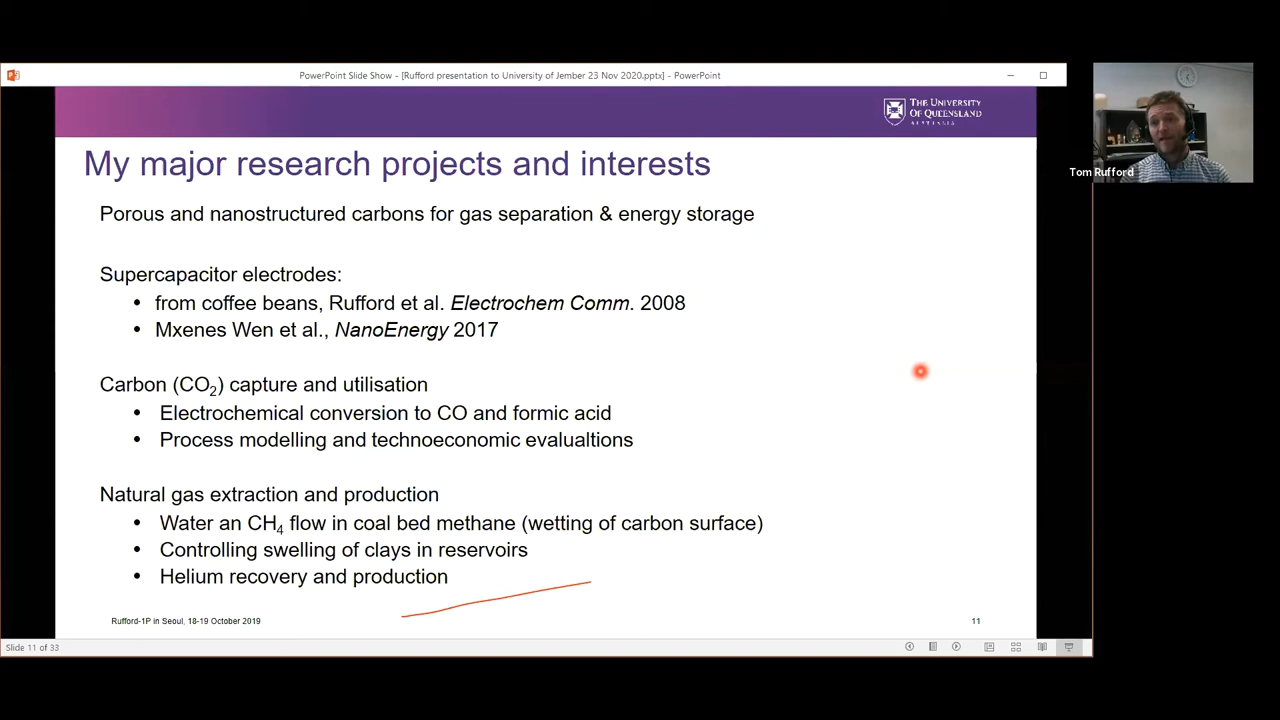 PowerPoint Slide Show - [Rufford presentation to University of Jember 23 Nov 2020.pptx] - PowerPoint
THE UNIVERSITY
OF QUEENSLAND
AUSTRALIA
Tom Rufford
My major research projects and interests
Porous and nanostructured carbons for gas separation & energy storage
Supercapacitor electrodes:
• from coffee beans, Rufford et al. Electrochem Comm. 2008
• Mxenes Wen et al., NanoEnergy 2017
Carbon (CO₂) capture and utilisation
• Electrochemical conversion to CO and formic acid
• Process modelling and technoeconomic evaluialtions
Natural gas extraction and production
• Water an CH₄ flow in coal bed methane (wetting of carbon surface)
• Controlling swelling of clays in reservoirs
• Helium recovery and production
Rufford-1P in Seoul, 18-19 October 2019
11
Slide 11 of 33